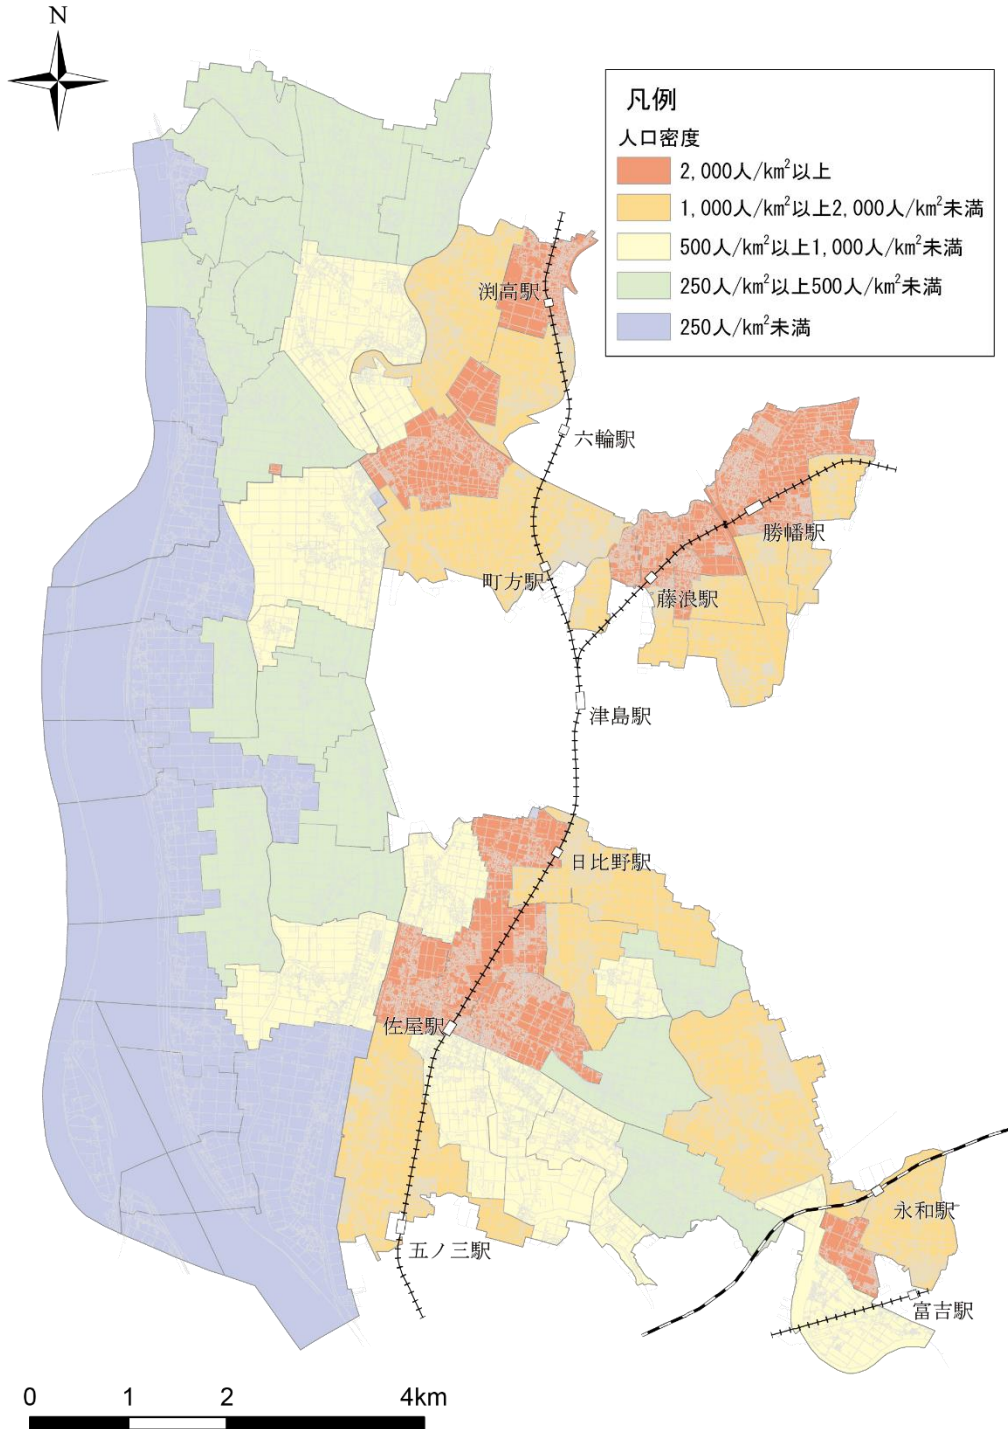 N
凡例
人口密度
2,000人/km²以上
1,000人/km²以上2,000人/km²未満
500人/km²以上1,000人/km²未満
250人/km²以上500人/km²未満
250人/km²未満
渕高駅
六輪駅
勝幡駅
町方駅
藤浪駅
津島駅
日比野駅
佐屋駅
永和駅
五ノ三駅
富吉駅
0 1 2 4km